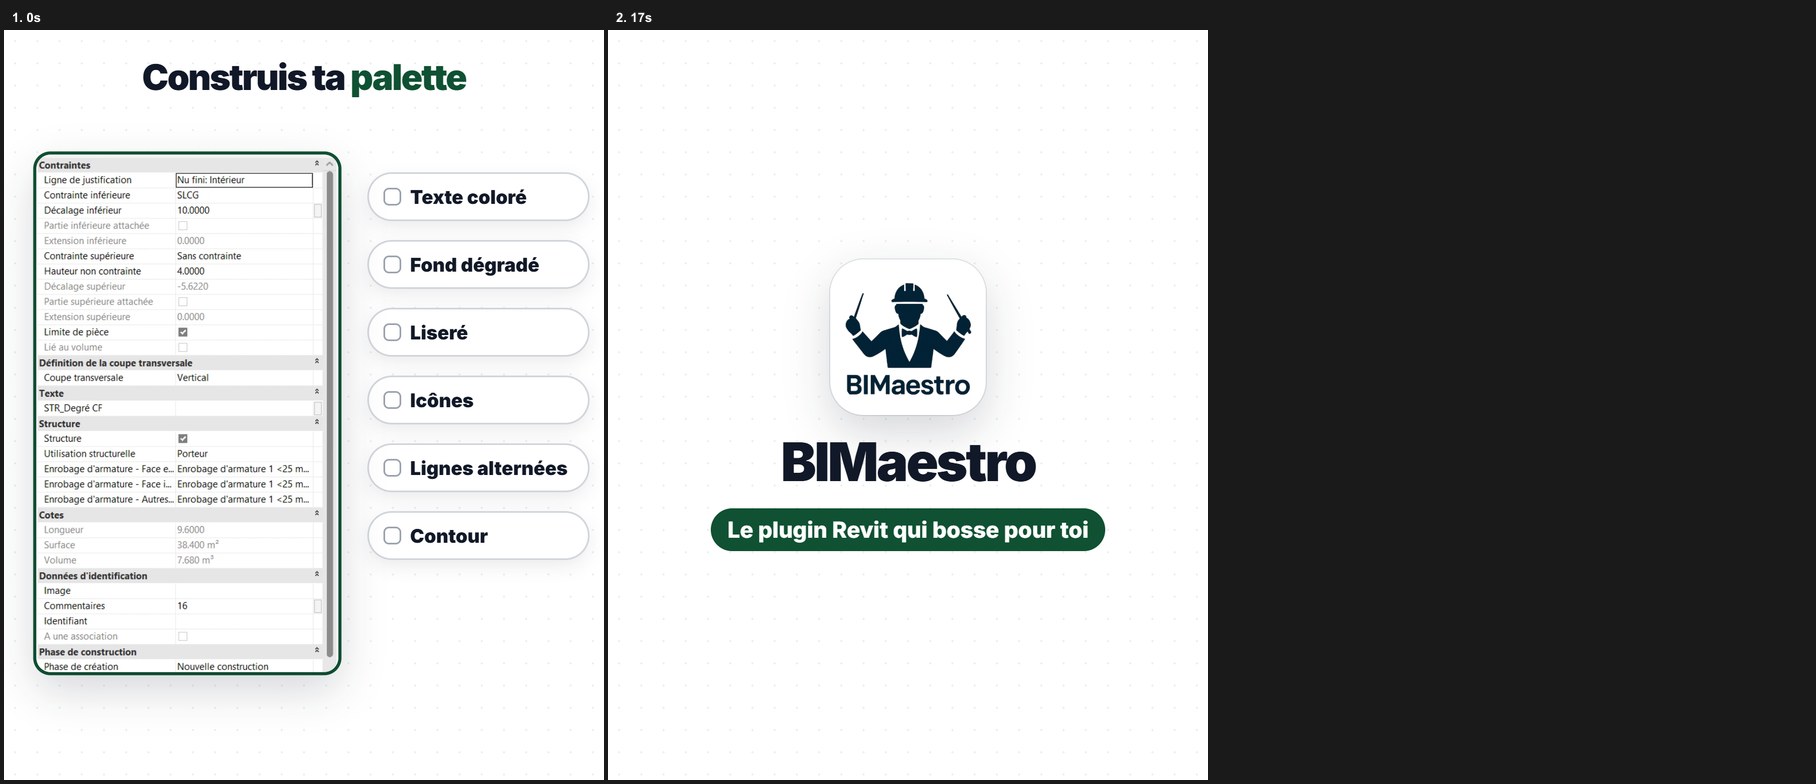 1. 0s
Construis ta palette
Contraintes
Ligne de justification Nu fini: Intérieur
Contrainte inférieure SLCG
Décalage inférieur 10.0000
Partie inférieure attachée
Extension inférieure 0.0000
Contrainte supérieure Sans contrainte
Hauteur non contrainte 4.0000
Décalage supérieur -5.6220
Partie supérieure attachée
Extension supérieure 0.0000
Limite de pièce
Lié au volume
Définition de la coupe transversale
Coupe transversale Vertical
Texte
STR_Degré CF
Structure
Structure
Utilisation structurelle Porteur
Enrobage d'armature - Face e... Enrobage d'armature 1 <25 m...
Enrobage d'armature - Face i... Enrobage d'armature 1 <25 m...
Enrobage d'armature - Autres... Enrobage d'armature 1 <25 m...
Cotes
Longueur 9.6000
Surface 38.400 m²
Volume 7.680 m³
Données d'identification
Image
Commentaires 16
Identifiant
A une association
Phase de construction
Phase de création Nouvelle construction
Texte coloré
Fond dégradé
Liseré
Icônes
Lignes alternées
Contour
2. 17s
BIMaestro
BIMaestro
Le plugin Revit qui bosse pour toi